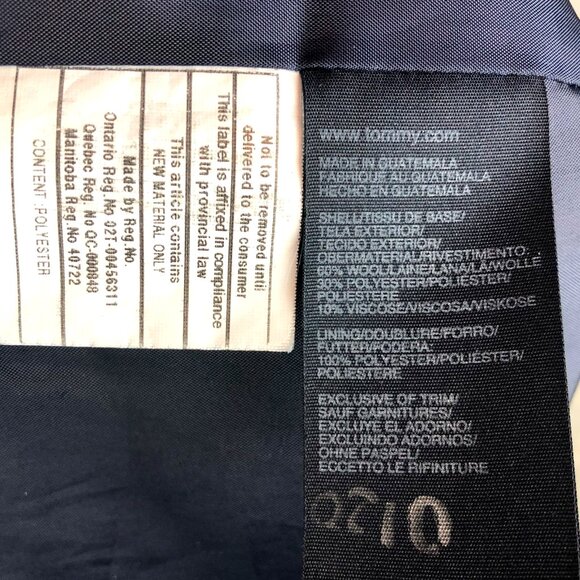 Not to be removed until
delivered to the consumer
This label is affixed in compliance
with provincial law
This article contains
NEW MATERIAL ONLY
Made by Reg.No
Ontario Reg.No 02T-00456311
Quebec Reg. No QC-000848
Manitoba Reg.No 40722
CONTENT:POLYESTER
www.tommy.com
MADE IN GUATEMALA
FABRIQUE AU GUATEMALA
HECHO EN GUATEMALA
SHELL/TISSU DE BASE/
TELA EXTERIOR/
TECIDO EXTERIOR/
OBERMATERIAL/RIVESTIMENTO:
60% WOOL/LAINE/LANA/LÃ/WOLLE
30% POLYESTER/POLIÉSTER/
POLIESTERE
10% VISCOSE/VISCOSA/VISKOSE
LINING/DOUBLURE/FORRO/
FUTTER/FODERA:
100% POLYESTER/POLIÉSTER/
POLIESTERE
EXCLUSIVE OF TRIM/
SAUF GARNITURES/
EXCLUYE EL ADORNO/
EXCLUINDO ADORNOS/
OHNE PASPEL/
ECCETTO LE RIFINITURE